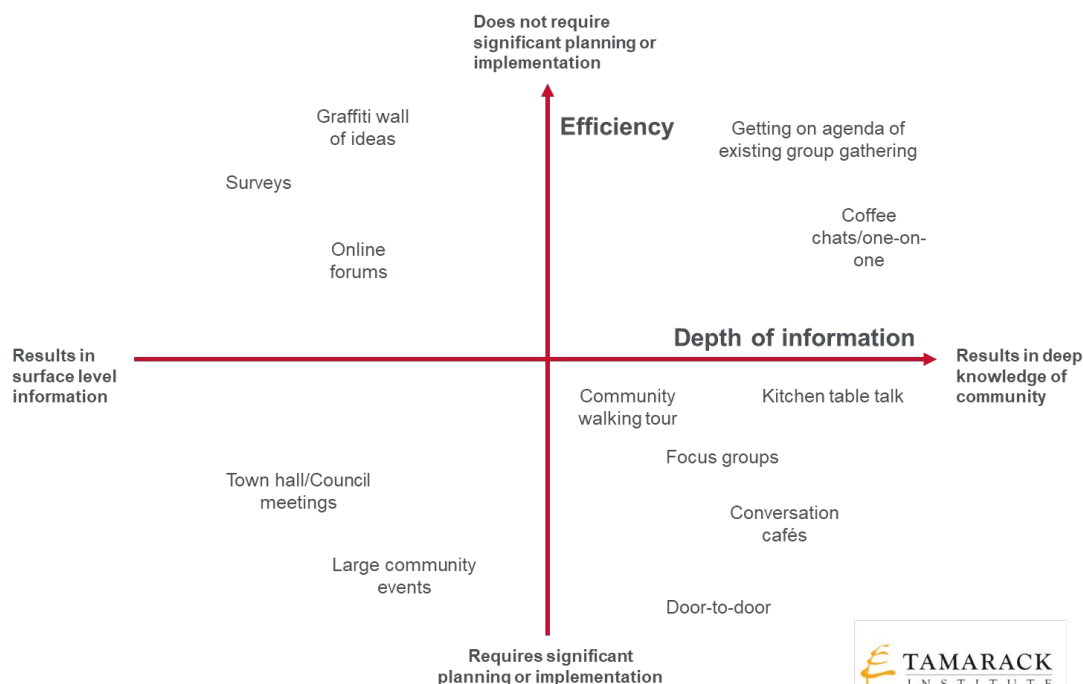 Does not require
significant planning or
implementation
Graffiti wall
of ideas
Efficiency
Getting on agenda of
existing group gathering
Surveys
Coffee
chats/one-on-
one
Online
forums
Depth of information
Results in
surface level
information
Results in deep
knowledge of
community
Community
walking tour
Kitchen table talk
Focus groups
Town hall/Council
meetings
Conversation
cafés
Large community
events
Door-to-door
Requires significant
planning or implementation
TAMARACK
INSTITUTE